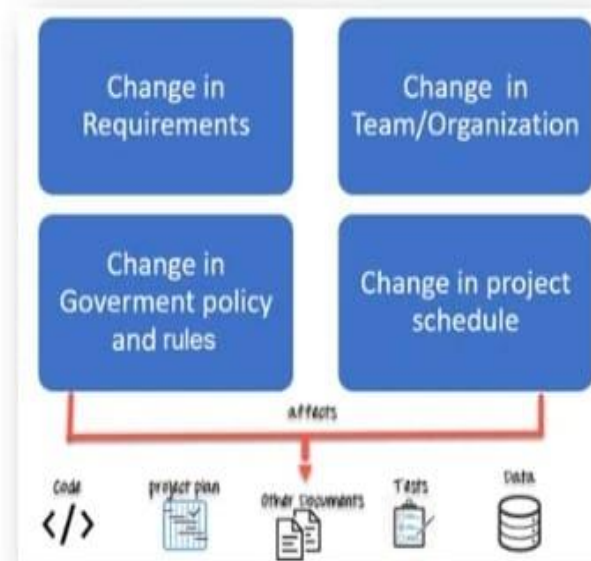 Change in
Requirements
Change in
Team/Organization
Change in
Goverment policy
and rules
Change in project
schedule
affects
Code
project plan
Other Documents
Tests
Data